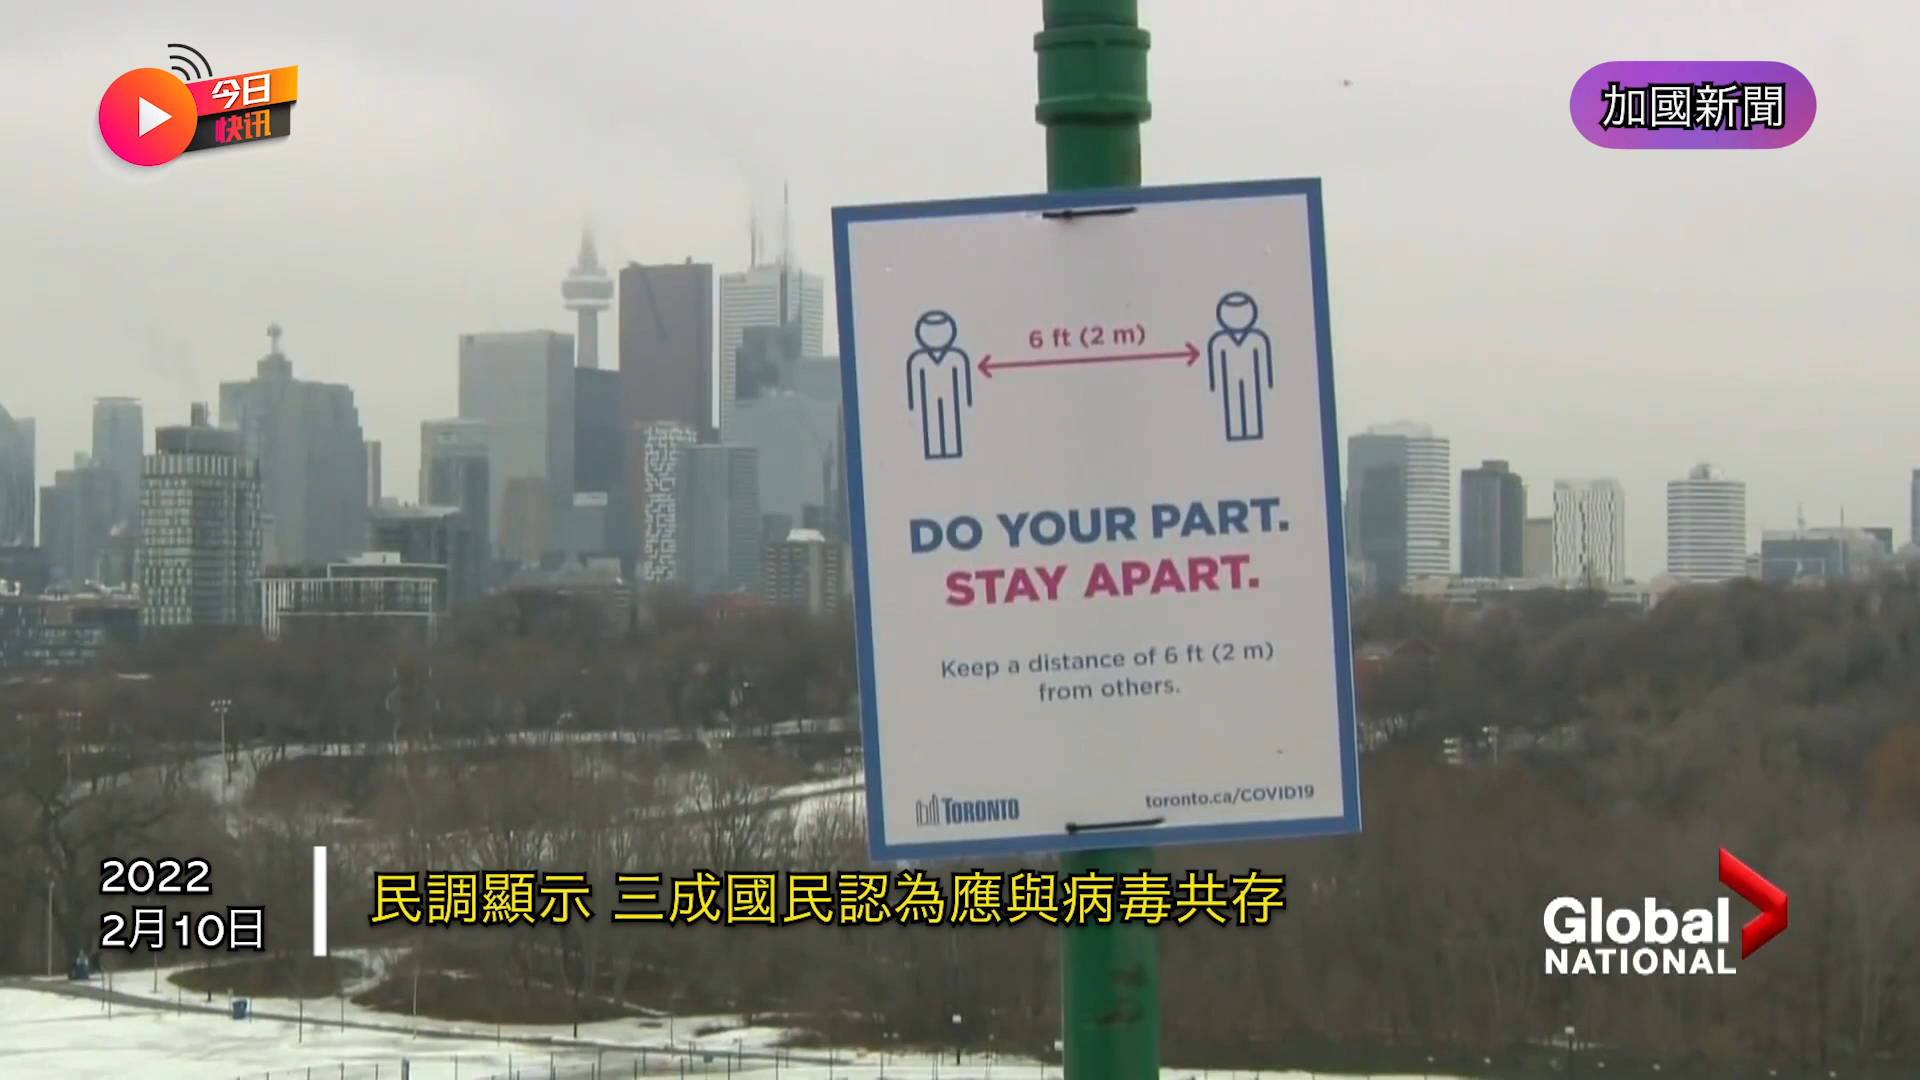 今日
快讯
加國新聞
6 ft (2 m)
DO YOUR PART.
STAY APART.
Keep a distance of 6 ft (2 m)
from others.
TORONTO
toronto.ca/COVID19
2022
2月10日
民調顯示 三成國民認為應與病毒共存
Global
NATIONAL